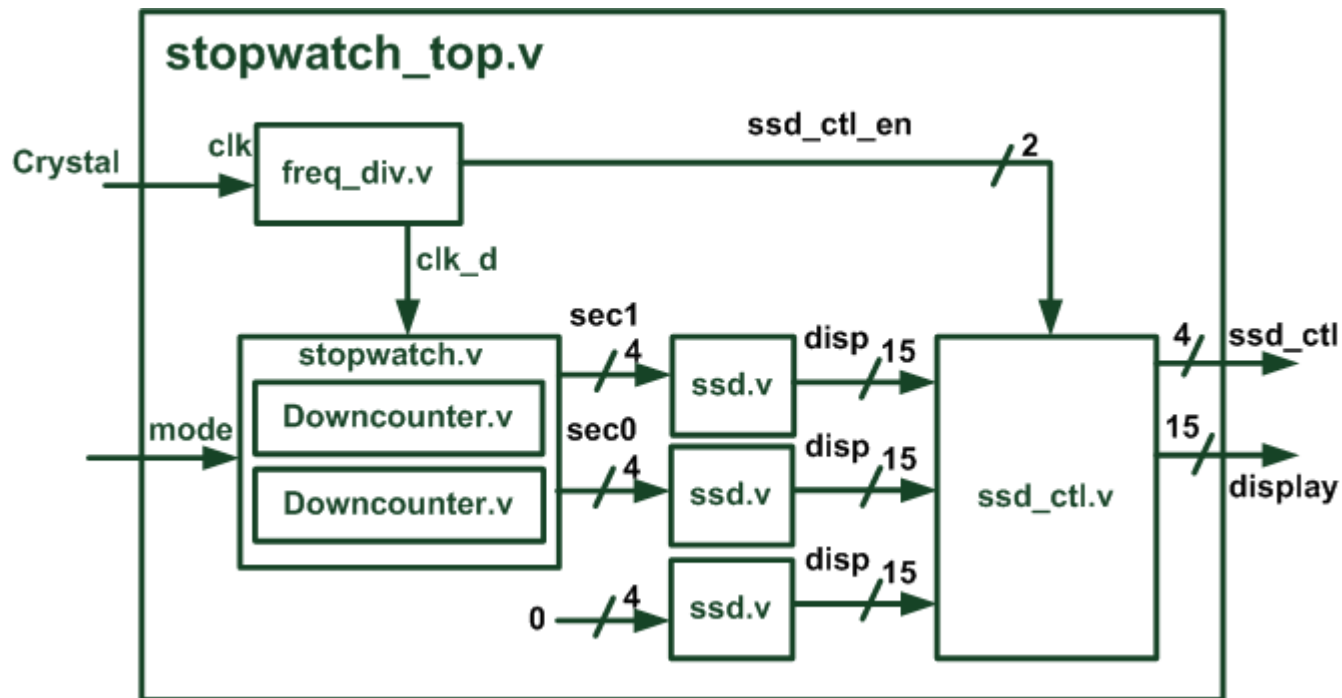 stopwatch_top.v
Crystal
clk
freq_div.v
ssd_ctl_en
2
clk_d
mode
stopwatch.v
Downcounter.v
Downcounter.v
sec1
4
sec0
4
0
4
ssd.v
ssd.v
ssd.v
disp
15
disp
15
disp
15
ssd_ctl.v
4
ssd_ctl
15
display